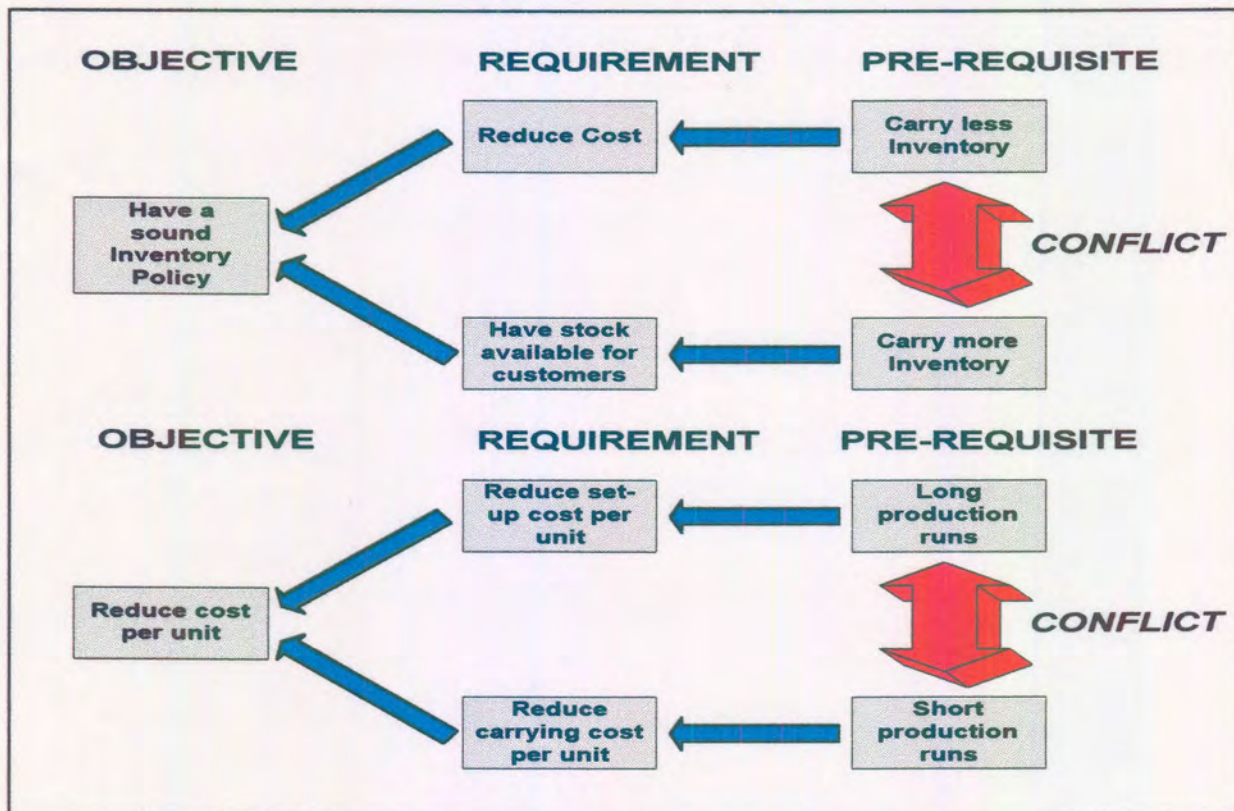 OBJECTIVE
REQUIREMENT
PRE-REQUISITE
Reduce Cost
Carry less
Inventory
Have a
sound
Inventory
Policy
CONFLICT
Have stock
available for
customers
Carry more
Inventory
OBJECTIVE
REQUIREMENT
PRE-REQUISITE
Reduce set-
up cost per
unit
Long
production
runs
Reduce cost
per unit
CONFLICT
Reduce
carrying cost
per unit
Short
production
runs